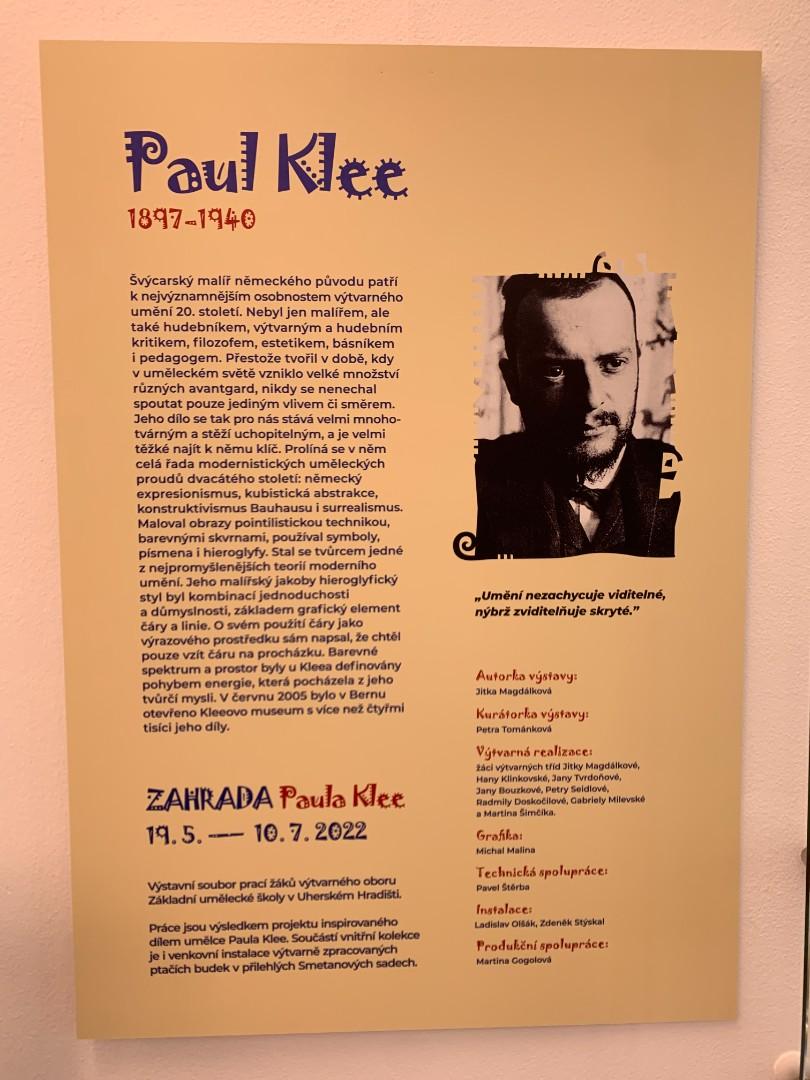 Paul Klee
1897–1940
Švýcarský malíř německého původu patří
k nejvýznamnějším osobnostem výtvarného
umění 20. století. Nebyl jen malířem, ale
také hudebníkem, výtvarným a hudebním
kritikem, filozofem, estetikem, básníkem
i pedagogem. Přestože tvořil v době, kdy
v uměleckém světě vzniklo velké množství
různých avantgard, nikdy se nenechal
spoutat pouze jediným vlivem či směrem.
Jeho dílo se tak pro nás stává velmi mnoho-
tvárným a stěží uchopitelným, a je velmi
těžké najít k němu klíč. Prolíná se v něm
celá řada modernistických uměleckých
proudů dvacátého století: německý
expresionismus, kubistická abstrakce,
konstruktivismus Bauhausu i surrealismus.
Maloval obrazy pointilistickou technikou,
barevnými skvrnami, používal symboly,
písmena i hieroglyfy. Stal se tvůrcem jedné
z nejpromyšlenějších teorií moderního
umění. Jeho malířský jakoby hieroglyfický
styl byl kombinací jednoduchosti
a důmyslnosti, základem grafický element
čáry a linie. O svém použití čáry jako
výrazového prostředku sám napsal, že chtěl
pouze vzít čáru na procházku. Barevné
spektrum a prostor byly u Kleea definovány
pohybem energie, která pocházela z jeho
tvůrčí mysli. V červnu 2005 bylo v Bernu
otevřeno Kleeovo museum s více než čtyřmi
tisíci jeho díly.
ZAHRADA Paula Klee
19. 5. — 10. 7. 2022
Výstavní soubor prací žáků výtvarného oboru
Základní umělecké školy v Uherském Hradišti.
Práce jsou výsledkem projektu inspirovaného
dílem umělce Paula Klee. Součástí vnitřní kolekce
je i venkovní instalace výtvarně zpracovaných
ptačích budek v přilehlých Smetanových sadech.
„Umění nezachycuje viditelné,
nýbrž zviditelňuje skryté.”
Autorka výstavy:
Jitka Magdálková
Kurátorka výstavy:
Petra Tománková
Výtvarná realizace:
žáci výtvarných tříd Jitky Magdálkové,
Hany Klinkovské, Jany Tvrdoňové,
Jany Bouzkové, Petry Seidlové,
Radmily Doskočilové, Gabriely Milevské
a Martina Šimčíka.
Grafika:
Michal Malina
Technická spolupráce:
Pavel Štěrba
Instalace:
Ladislav Olšák, Zdeněk Stýskal
Produkční spolupráce:
Martina Gogolová